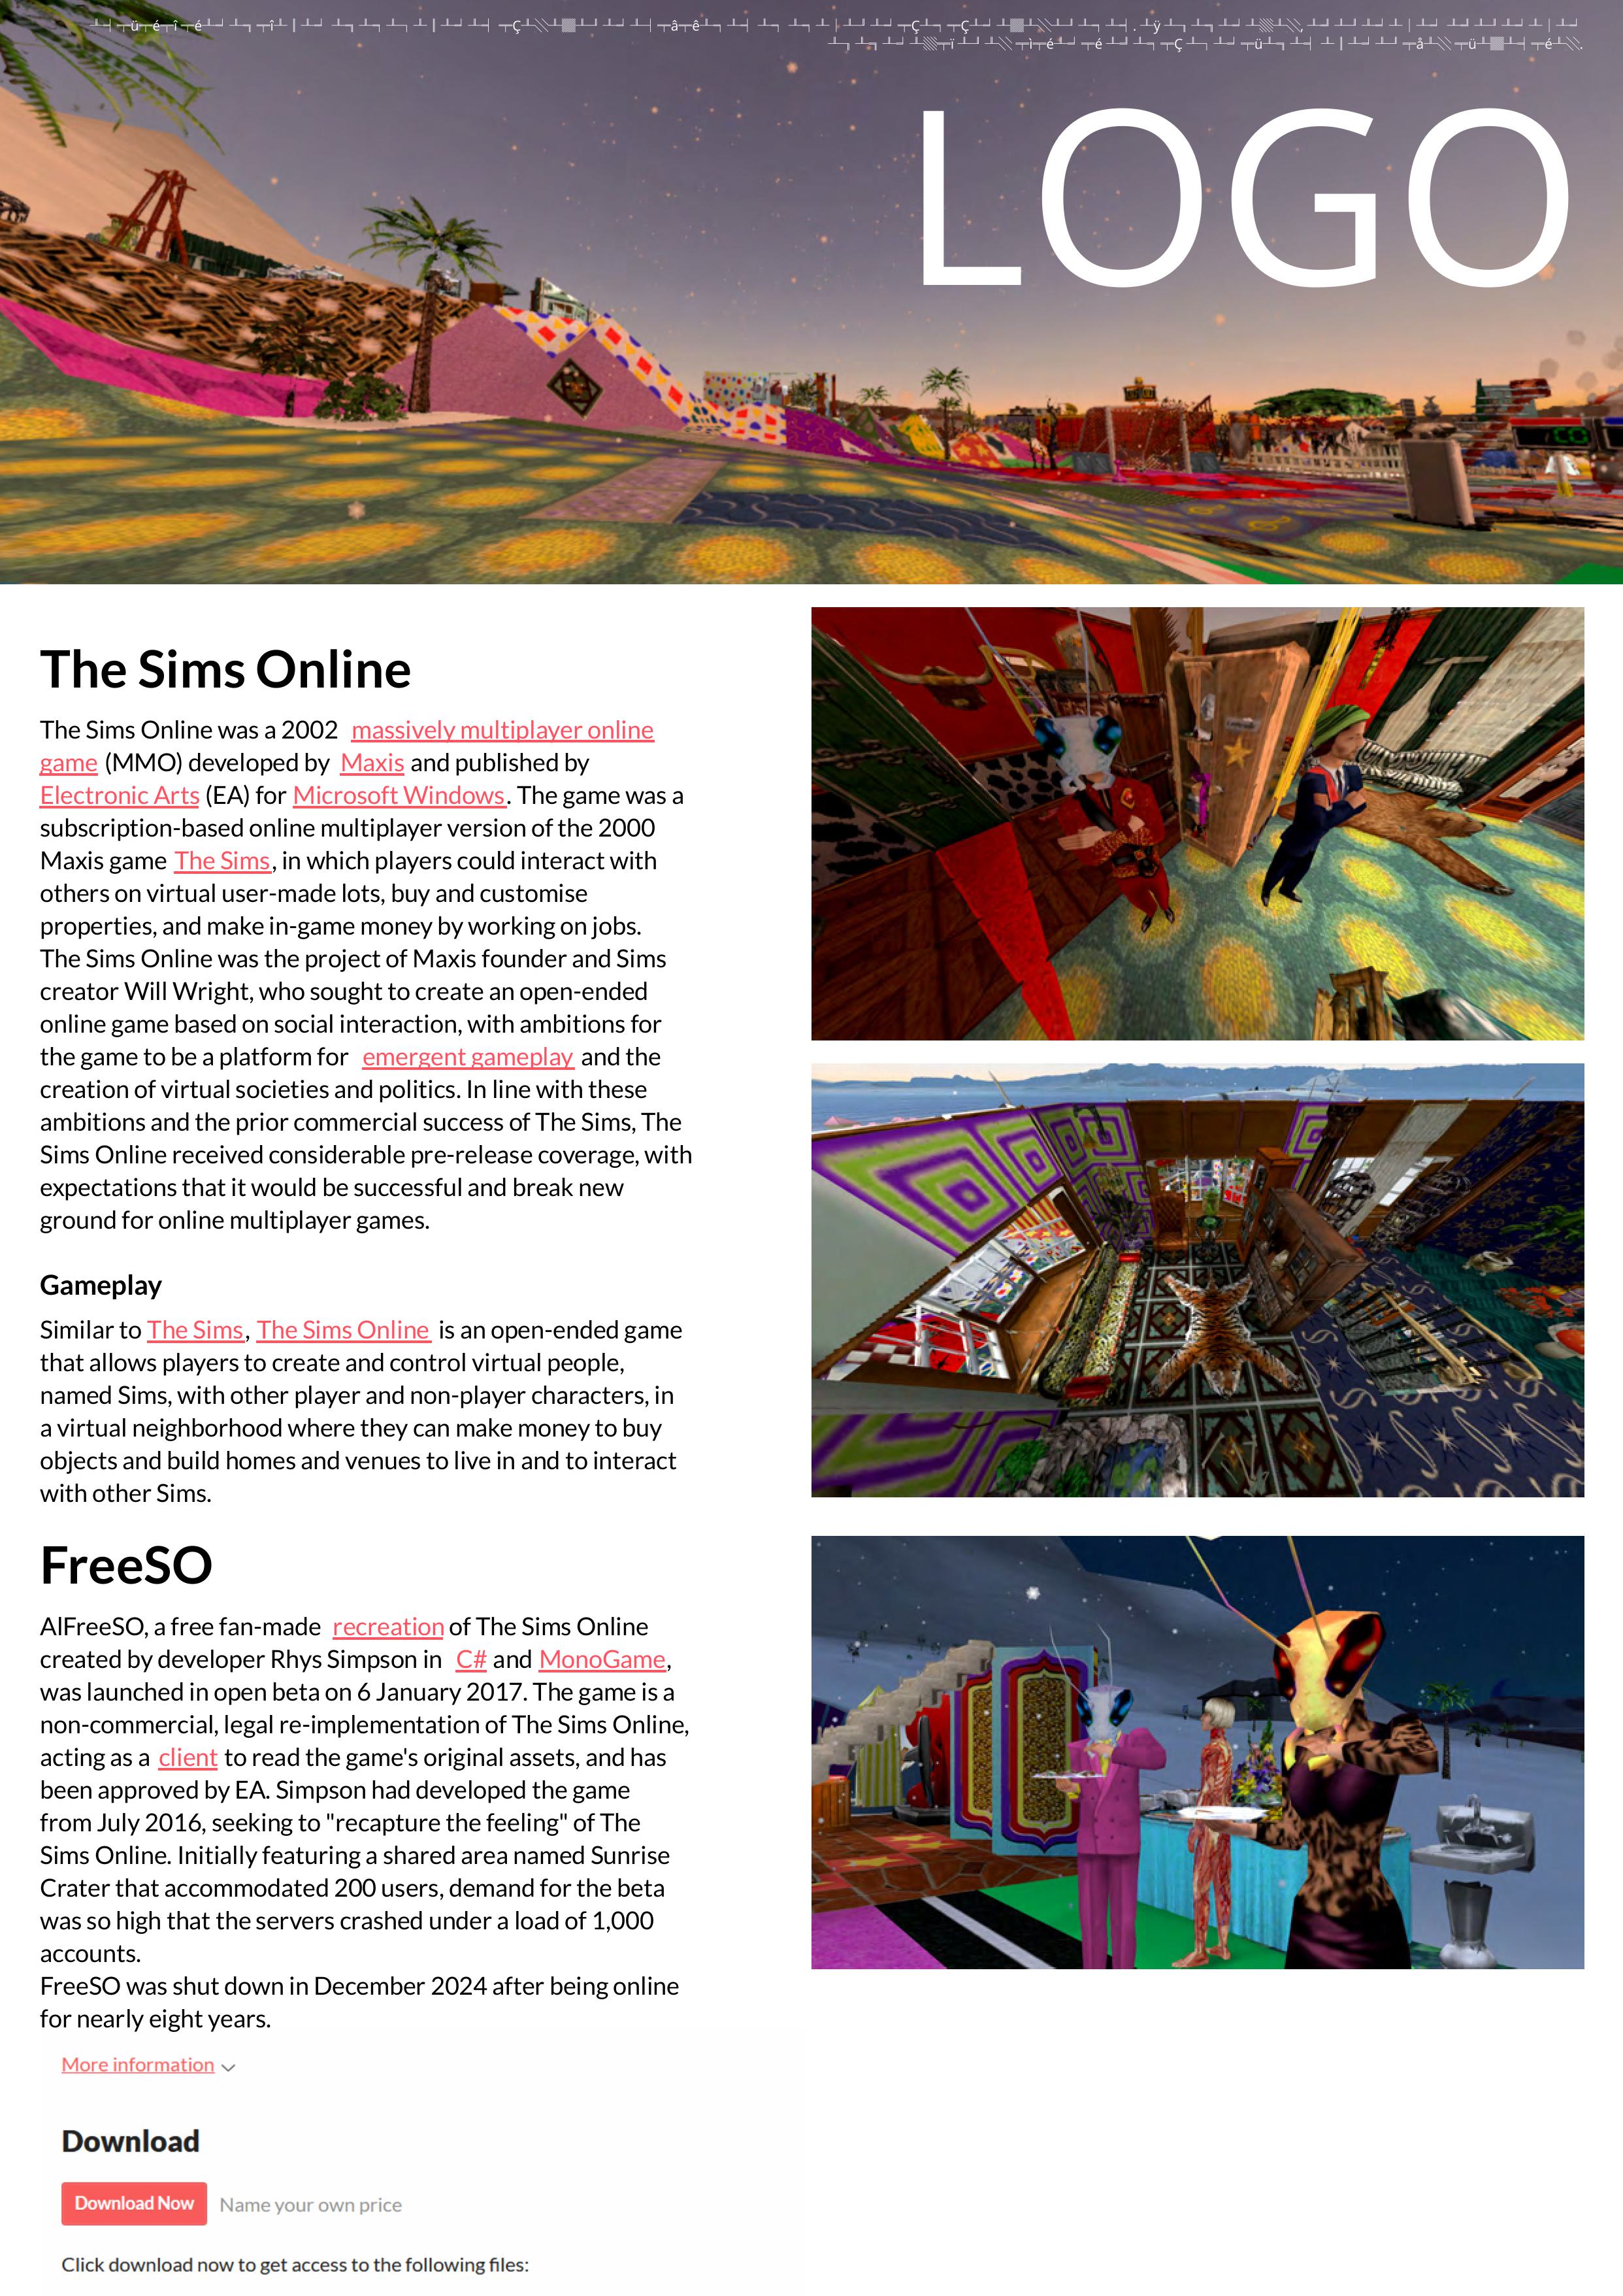 LOGO
The Sims Online
The Sims Online was a 2002 massively multiplayer online
game (MMO) developed by Maxis and published by
Electronic Arts (EA) for Microsoft Windows. The game was a
subscription-based online multiplayer version of the 2000
Maxis game The Sims, in which players could interact with
others on virtual user-made lots, buy and customise
properties, and make in-game money by working on jobs.
The Sims Online was the project of Maxis founder and Sims
creator Will Wright, who sought to create an open-ended
online game based on social interaction, with ambitions for
the game to be a platform for emergent gameplay and the
creation of virtual societies and politics. In line with these
ambitions and the prior commercial success of The Sims, The
Sims Online received considerable pre-release coverage, with
expectations that it would be successful and break new
ground for online multiplayer games.
Gameplay
Similar to The Sims, The Sims Online is an open-ended game
that allows players to create and control virtual people,
named Sims, with other player and non-player characters, in
a virtual neighborhood where they can make money to buy
objects and build homes and venues to live in and to interact
with other Sims.
FreeSO
AlFreeSO, a free fan-made recreation of The Sims Online
created by developer Rhys Simpson in C# and MonoGame,
was launched in open beta on 6 January 2017. The game is a
non-commercial, legal re-implementation of The Sims Online,
acting as a client to read the game's original assets, and has
been approved by EA. Simpson had developed the game
from July 2016, seeking to "recapture the feeling" of The
Sims Online. Initially featuring a shared area named Sunrise
Crater that accommodated 200 users, demand for the beta
was so high that the servers crashed under a load of 1,000
accounts.
FreeSO was shut down in December 2024 after being online
for nearly eight years.
More information
Download
Download Now Name your own price
Click download now to get access to the following files: